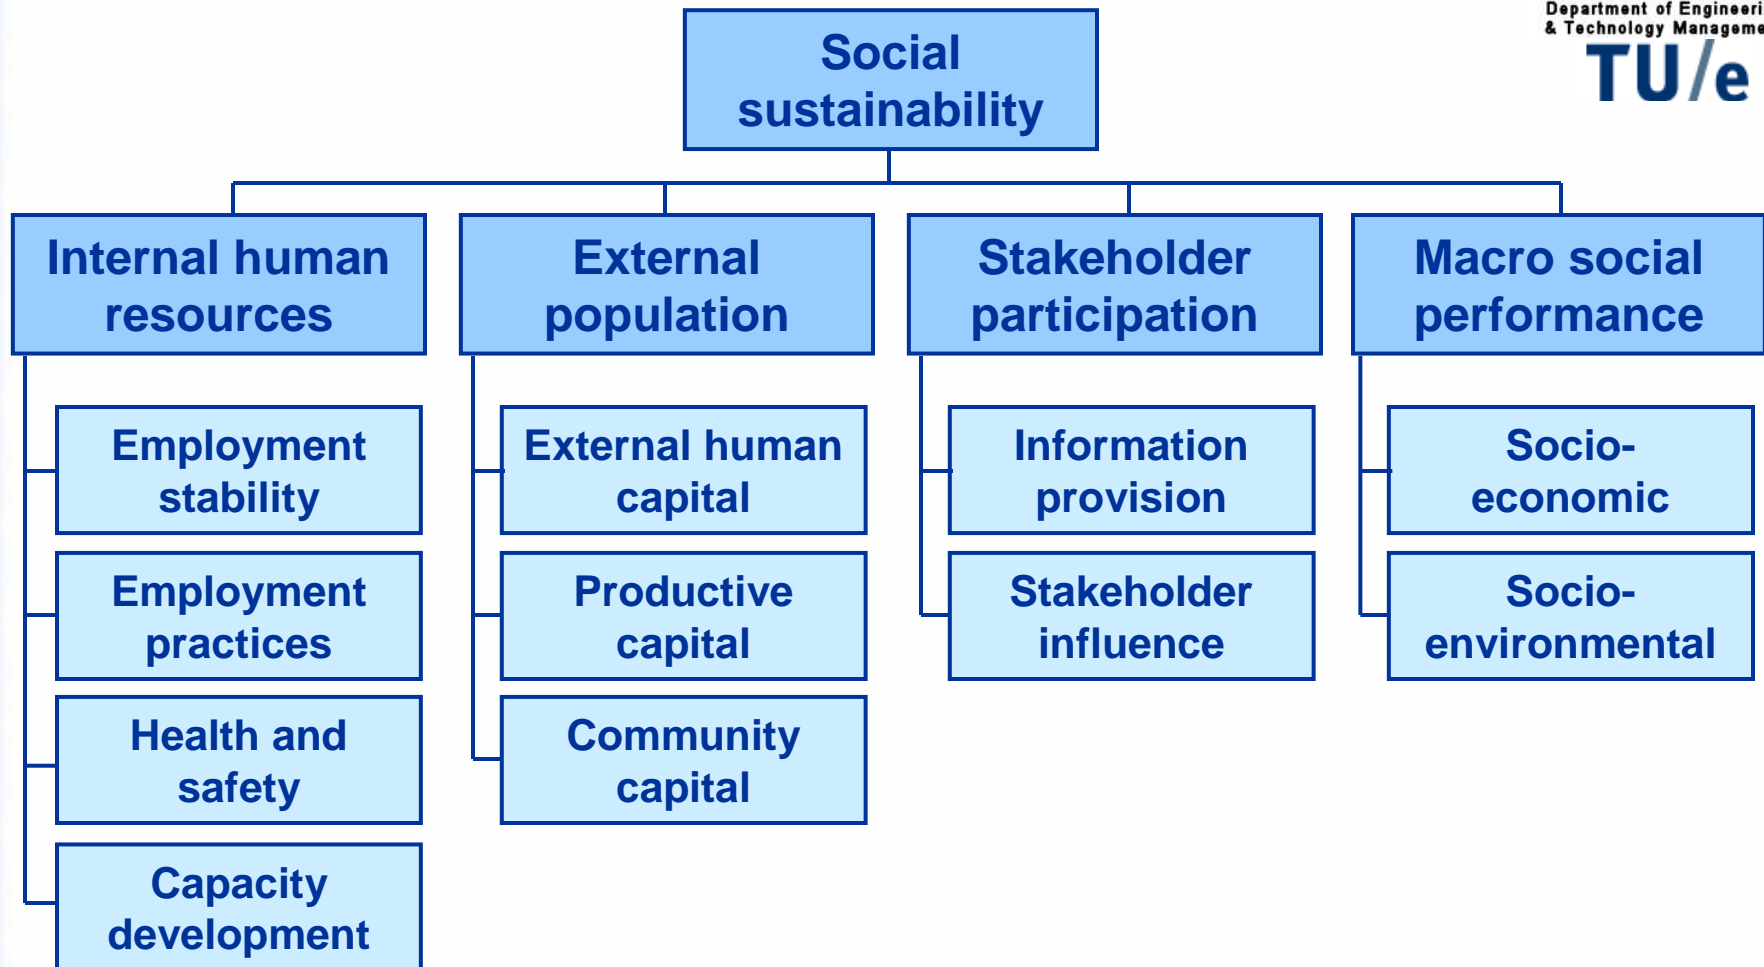 Department of Engineeri
& Technology Manageme
TU/e
Social
sustainability
Internal human
resources
External
population
Stakeholder
participation
Macro social
performance
Employment
stability
Employment
practices
Health and
safety
Capacity
development
External human
capital
Productive
capital
Community
capital
Information
provision
Stakeholder
influence
Socio-
economic
Socio-
environmental